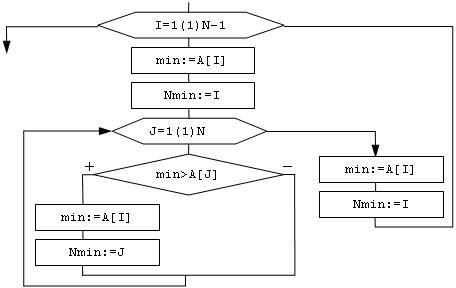 I=1(1)N-1
min:=A[I]
Nmin:=I
J=1(1)N
+
-
min>A[J]
min:=A[I]
Nmin:=I
min:=A[I]
Nmin:=J